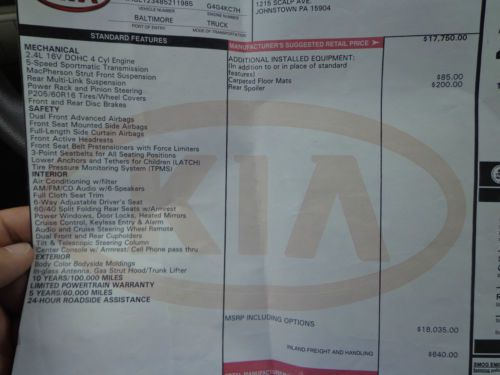 1215 SCALP AVE.
JOHNSTOWN PA 15904
G4G4KC7H
VEHICLE NUMBER
ENGINE NUMBER
BALTIMORE
TRUCK
PORT OF ENTRY
MODE OF TRANSPORTATION
STANDARD FEATURES
MECHANICAL
2.4L 16V DOHC 4 Cyl Engine
5-Speed Sportmatic Transmission
MacPherson Strut Front Suspension
Rear Multi-Link Suspension
Power Rack and Pinion Steering
P205/60R16 Tires/Wheel Covers
Front and Rear Disc Brakes
SAFETY
Dual Front Advanced Airbags
Front Seat Mounted Side Airbags
Full-Length Side Curtain Airbags
Front Active Headrests
Front Seat Belt Pretensioners with Force Limiters
3-Point Seatbelts for All Seating Positions
Lower Anchors and Tethers for Children (LATCH)
Tire Pressure Monitoring System (TPMS)
INTERIOR
Air Conditioning w/filter
AM/FM/CD Audio w/6-Speakers
Full Cloth Seat Trim
6-Way Adjustable Driver's Seat
60/40 Split Folding Rear Seats w/Armrest
Power Windows, Door Locks, Heated Mirrors
Cruise Control, Keyless Entry & Alarm
Audio and Cruise Steering Wheel Remote
Dual Front and Rear Cupholders
Tilt & Telescopic Steering Column
Center Console w/ Armrest/ Cell Phone pass thru
EXTERIOR
Body Color Bodyside Moldings
In-glass Antenna, Gas Strut Hood/Trunk Lifter
10 YEARS/100,000 MILES
LIMITED POWERTRAIN WARRANTY
5 YEARS/60,000 MILES
24-HOUR ROADSIDE ASSISTANCE
MANUFACTURER'S SUGGESTED RETAIL PRICE
$17,750.00
ADDITIONAL INSTALLED EQUIPMENT:
(In addition to or in place of standard
features)
Carpeted Floor Mats $85.00
Rear Spoiler $200.00
KIA
MSRP INCLUDING OPTIONS $18,035.00
INLAND FREIGHT AND HANDLING $640.00